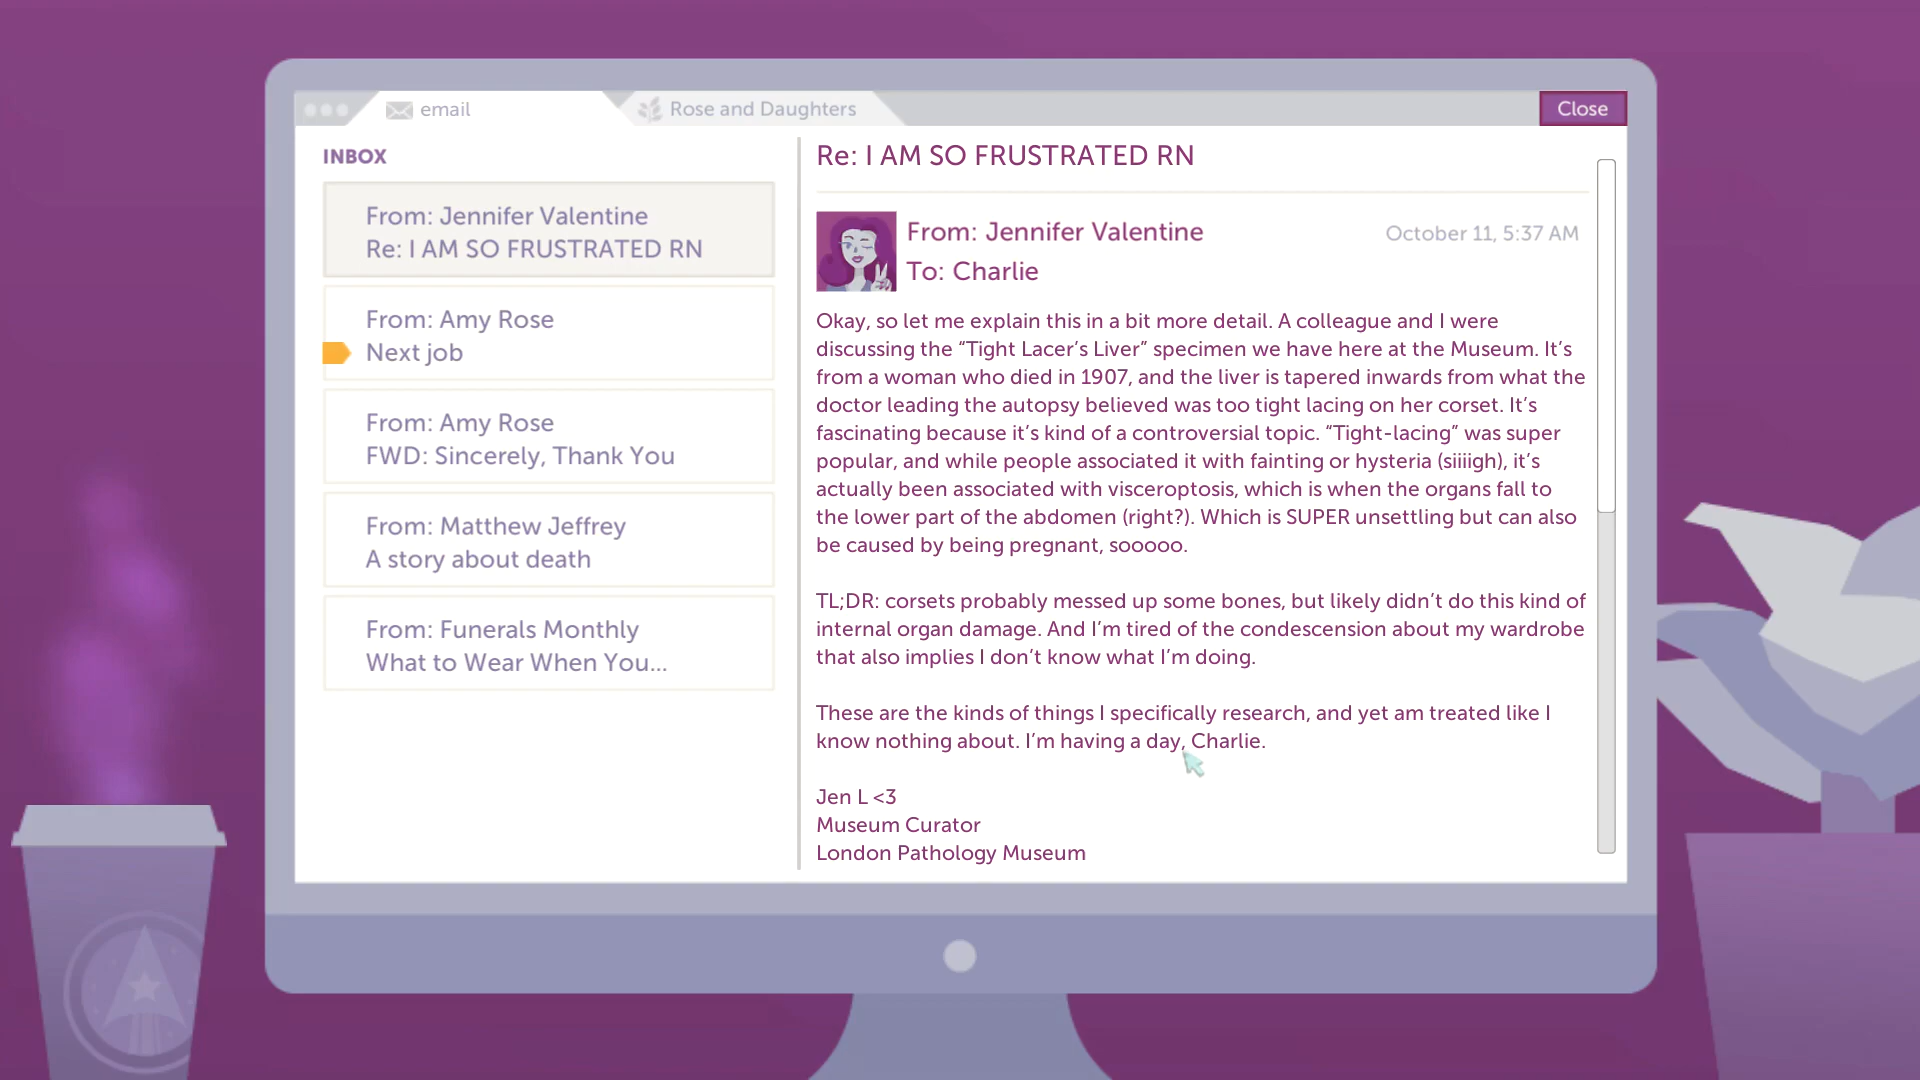 email
Rose and Daughters
Close
INBOX
From: Jennifer Valentine
Re: I AM SO FRUSTRATED RN
From: Amy Rose
Next job
From: Amy Rose
FWD: Sincerely, Thank You
From: Matthew Jeffrey
A story about death
From: Funerals Monthly
What to Wear When You...
Re: I AM SO FRUSTRATED RN
From: Jennifer Valentine
October 11, 5:37 AM
To: Charlie
Okay, so let me explain this in a bit more detail. A colleague and I were
discussing the “Tight Lacer’s Liver” specimen we have here at the Museum. It’s
from a woman who died in 1907, and the liver is tapered inwards from what the
doctor leading the autopsy believed was too tight lacing on her corset. It’s
fascinating because it’s kind of a controversial topic. “Tight-lacing” was super
popular, and while people associated it with fainting or hysteria (siiiigh), it’s
actually been associated with visceroptosis, which is when the organs fall to
the lower part of the abdomen (right?). Which is SUPER unsettling but can also
be caused by being pregnant, sooooo.
TL;DR: corsets probably messed up some bones, but likely didn’t do this kind of
internal organ damage. And I’m tired of the condescension about my wardrobe
that also implies I don’t know what I’m doing.
These are the kinds of things I specifically research, and yet am treated like I
know nothing about. I’m having a day, Charlie.
Jen L <3
Museum Curator
London Pathology Museum